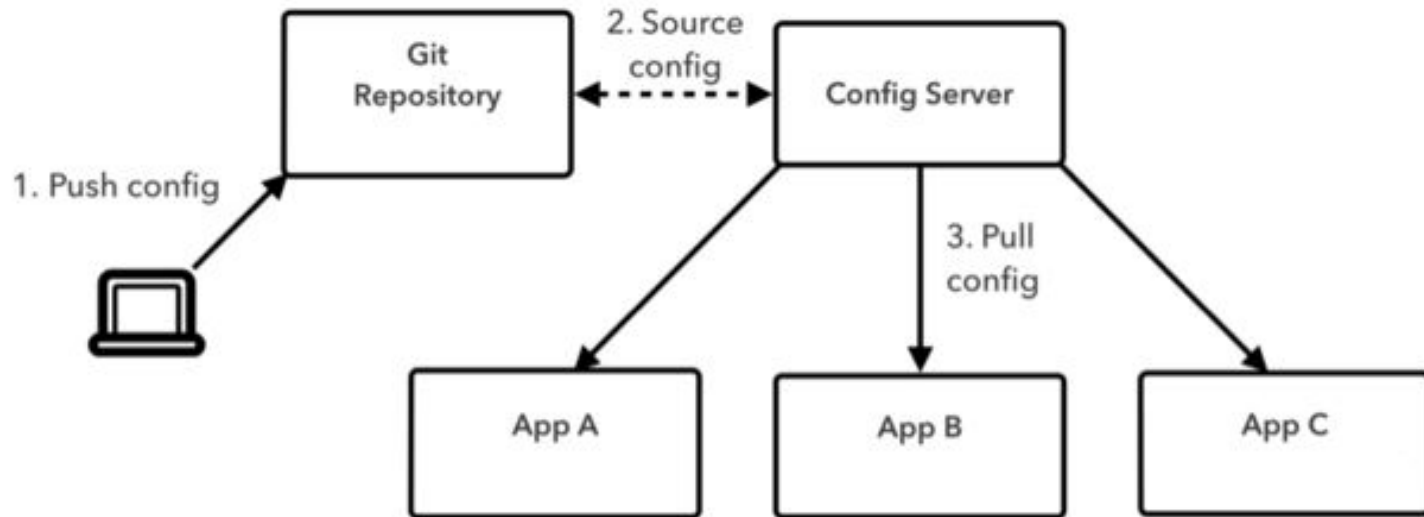 Git
Repository
2. Source
config
Config Server
1. Push config
3. Pull
config
App A
App B
App C